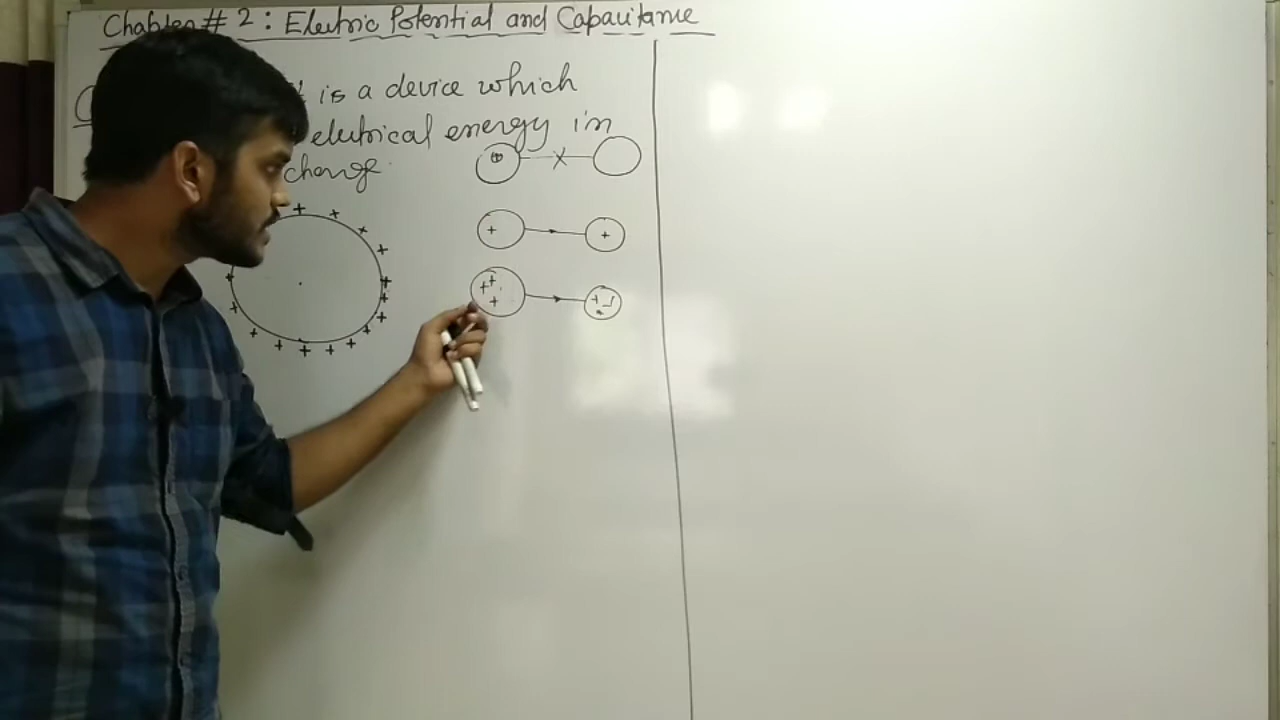 Chapter # 2 : Electric Potential and Capacitance
is a device which
electrical energy in
charge